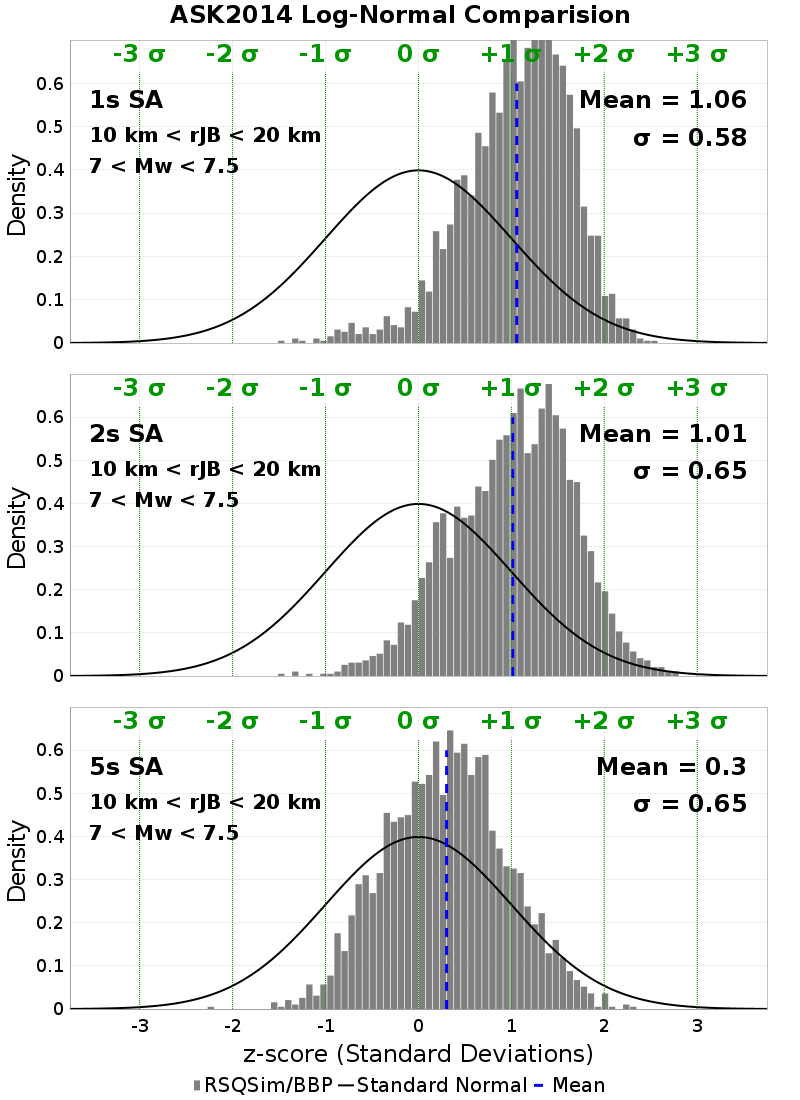 ASK2014 Log-Normal Comparision
-3 σ -2 σ -1 σ 0 σ +1 σ +2 σ +3 σ
1s SA
10 km < rJB < 20 km
7 < Mw < 7.5
Mean = 1.06
σ = 0.58
Density
0.6
0.5
0.4
0.3
0.2
0.1
0
-3 σ -2 σ -1 σ 0 σ +1 σ +2 σ +3 σ
2s SA
10 km < rJB < 20 km
7 < Mw < 7.5
Mean = 1.01
σ = 0.65
Density
0.6
0.5
0.4
0.3
0.2
0.1
0
-3 σ -2 σ -1 σ 0 σ +1 σ +2 σ +3 σ
5s SA
10 km < rJB < 20 km
7 < Mw < 7.5
Mean = 0.3
σ = 0.65
Density
0.6
0.5
0.4
0.3
0.2
0.1
0
-3 -2 -1 0 1 2 3
z-score (Standard Deviations)
RSQSim/BBP Standard Normal Mean